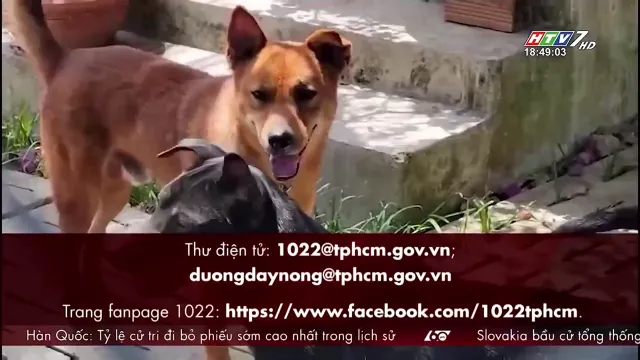 HTV7 HD
18:49:03
Thư điện tử: 1022@tphcm.gov.vn;
duongdaynong@tphcm.gov.vn
Trang fanpage 1022: https://www.facebook.com/1022tphcm.
Hàn Quốc: Tỷ lệ cử tri đi bỏ phiếu sớm cao nhất trong lịch sử
Slovakia bầu cử tổng thống